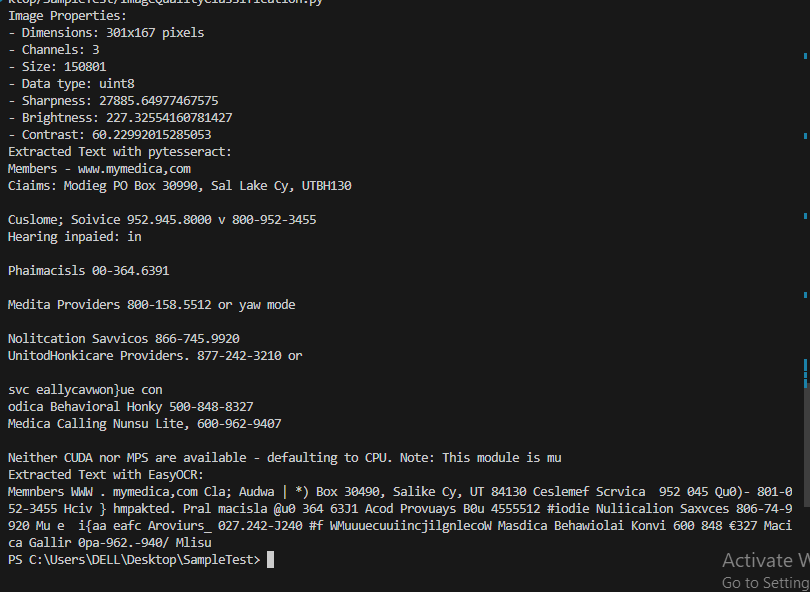 ktop/SampleTest/ImageQualityClassification.py
Image Properties:
- Dimensions: 301x167 pixels
- Channels: 3
- Size: 150801
- Data type: uint8
- Sharpness: 27885.64977467575
- Brightness: 227.32554160781427
- Contrast: 60.22992015285053
Extracted Text with pytesseract:
Members - www.mymedica,com
Ciaims: Modieg PO Box 30990, Sal Lake Cy, UTBH130
Cuslome; Soivice 952.945.8000 v 800-952-3455
Hearing inpaied: in
Phaimacisls 00-364.6391
Medita Providers 800-158.5512 or yaw mode
Nolitcation Savvicos 866-745.9920
UnitodHonkicare Providers. 877-242-3210 or
svc eallycavwon}ue con
odica Behavioral Honky 500-848-8327
Medica Calling Nunsu Lite, 600-962-9407
Neither CUDA nor MPS are available - defaulting to CPU. Note: This module is mu
Extracted Text with EasyOCR:
Memnbers WwW . mymedica,com Cla; Audwa | *) Box 30490, Salike Cy, UT 84130 Ceslemef Scrvica  952 045 Qu0)- 801-0
52-3455 Hciv } hmpakted. Pral macisla @u0 364 63J1 Acod Provuays B0u 4555512 #iodie Nuliicalion Saxvces 806-74-9
920 Mu e  i{aa eafc Aroviurs_ 027.242-J240 #f WMuuuecuuiincjilgnlecoW Masdica Behawiolai Konvi 600 848 €327 Maci
ca Gallir 0pa-962.-940/ Mlisu
PS C:\Users\DELL\Desktop\SampleTest>
Activate W
Go to Setting